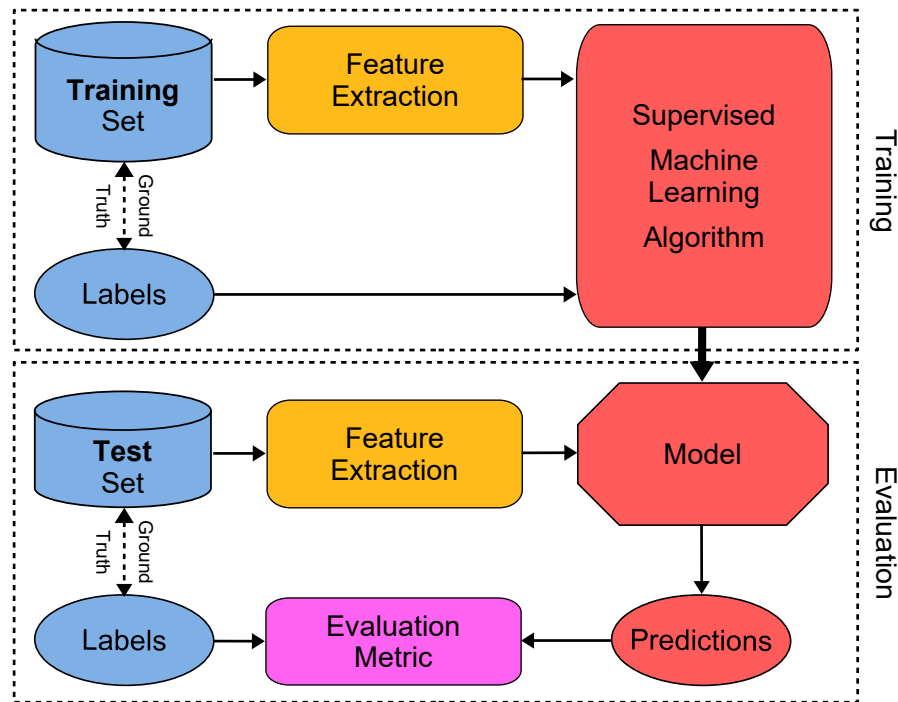 Training
Set
Feature
Extraction
Supervised
Machine
Learning
Algorithm
Ground
Truth
Labels
Training
Test
Set
Feature
Extraction
Model
Ground
Truth
Labels
Evaluation
Metric
Predictions
Evaluation